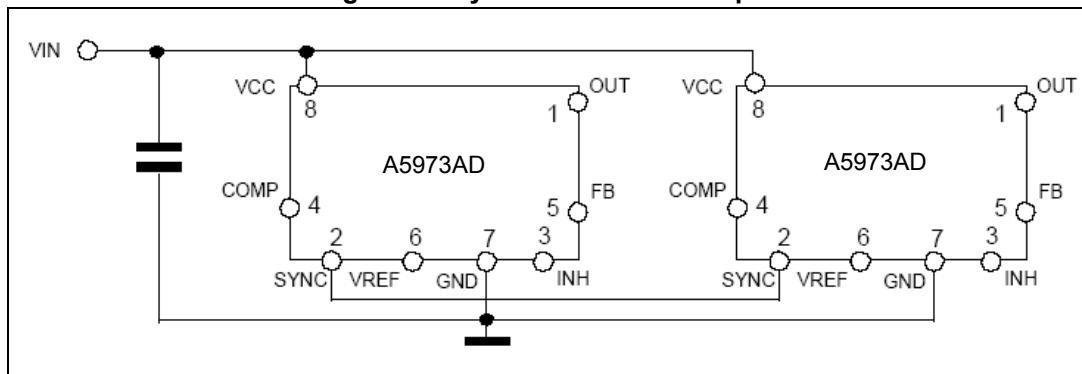 VIN
VCC
8
OUT
1
A5973AD
COMP
4
5
FB
2
6
7
3
SYNC
VREF
GND
INH
VCC
8
OUT
1
A5973AD
COMP
4
5
FB
2
6
7
3
SYNC
VREF
GND
INH